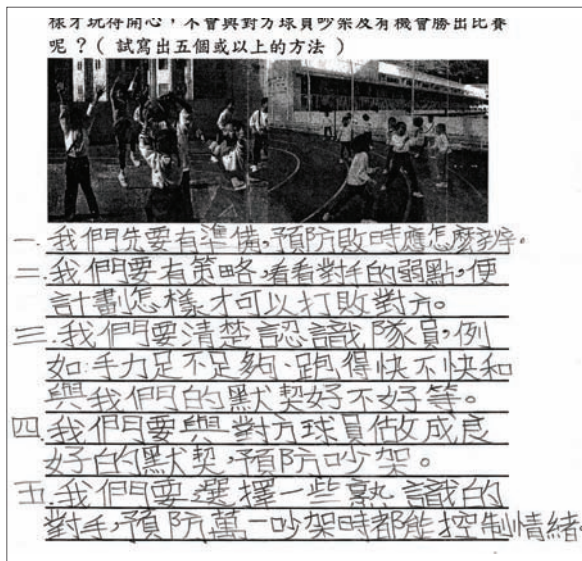 樣才玩得開心，不會與對方球員吵架及有機會勝出比賽
呢？( 試寫出五個或以上的方法 )
一.我們先要有準備,預防敗時應怎麼辦。
二.我們要有策略,看看對手的弱點,便
計劃怎樣才可以打敗對方。
三.我們要清楚認識隊員,例
如:手力足不足夠、跑得快不快和
與我們的默契好不好等。
四.我們要與對方球員做成良
好的默契,預防吵架。
五.我們要選擇一些熟識的
對手,預防萬一吵架時都能控制情緒。